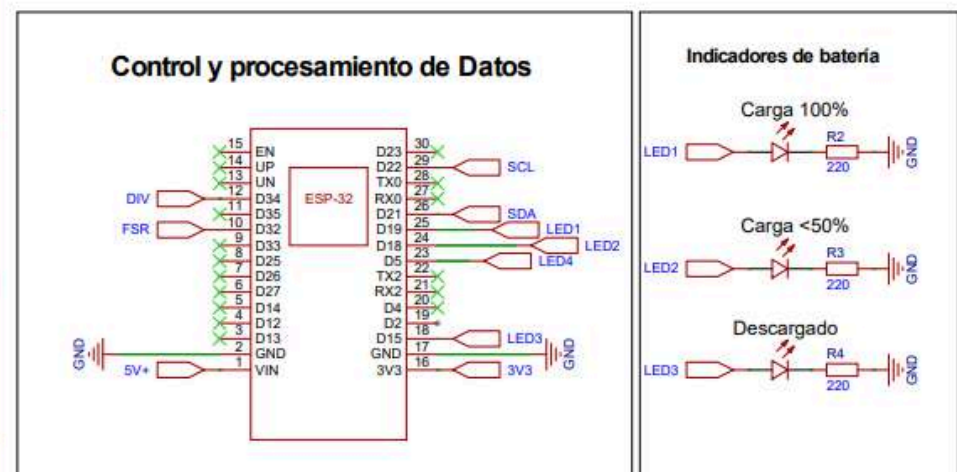 Control y procesamiento de Datos
ESP-32
15 EN
14 UP
13 UN
DIV 12 D34
11 D35
FSR 10 D32
9 D33
8 D25
7 D26
6 D27
5 D14
4 D12
3 D13
GND 2 GND
5V+ 1 VIN
D23 30
D22 29 SCL
TX0 28
RX0 27
D21 26 SDA
D19 25 LED1
D18 24 LED2
D5 23 LED4
TX2 22
RX2 21
D4 20
D2 19
D15 18 LED3
GND 17 GND
3V3 16 3V3
Indicadores de batería
Carga 100%
LED1 R2 GND
220
Carga <50%
LED2 R3 GND
220
Descargado
LED3 R4 GND
220